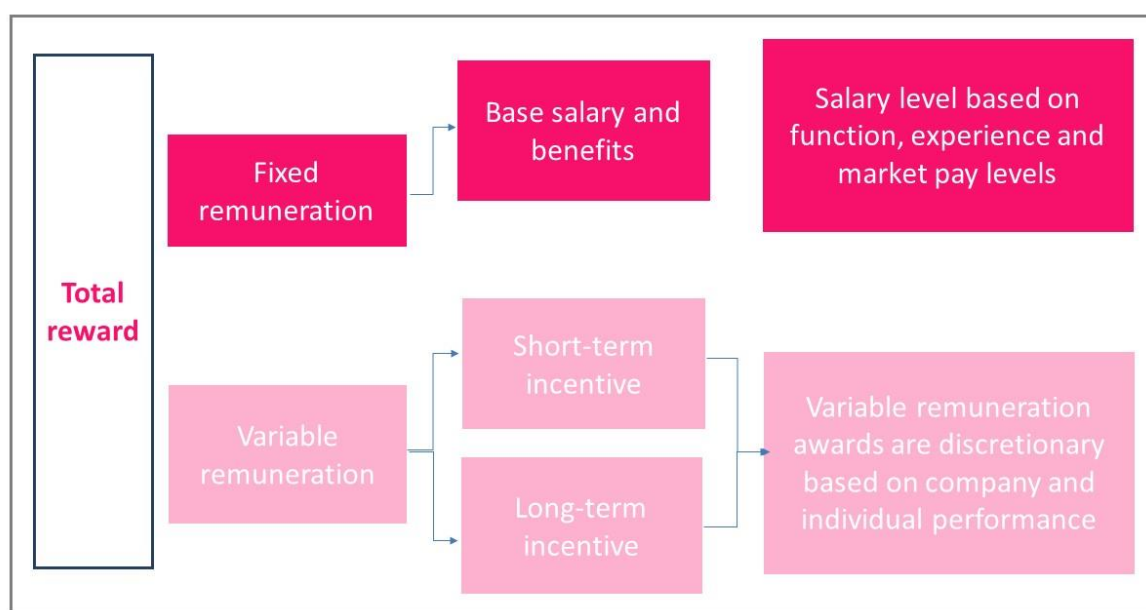 Total
reward
Fixed
remuneration
Base salary and
benefits
Salary level based on
function, experience and
market pay levels
Variable
remuneration
Short-term
incentive
Long-term
incentive
Variable remuneration
awards are discretionary
based on company and
individual performance